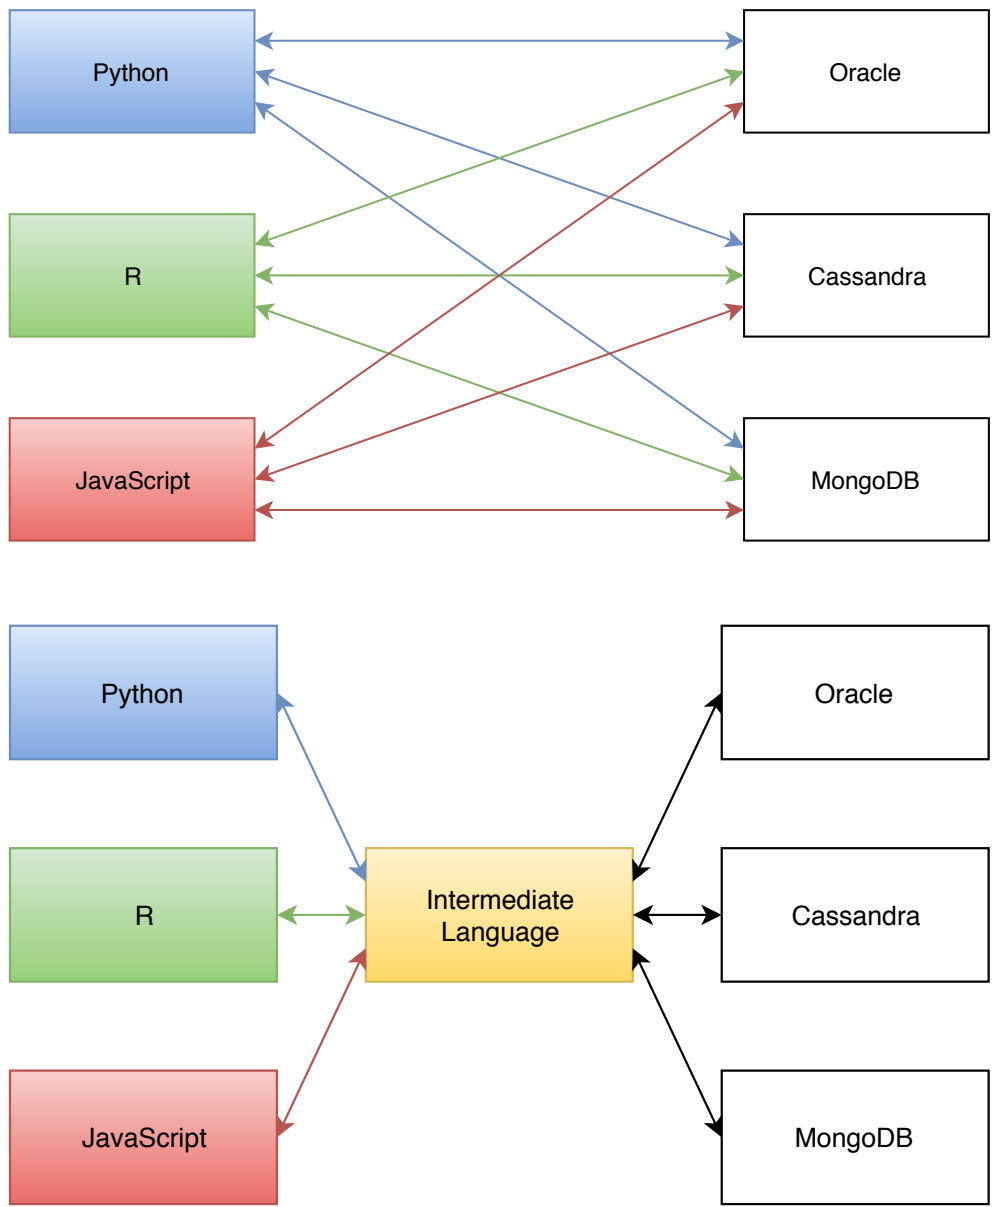 Python
Oracle
R
Cassandra
JavaScript
MongoDB
Python
Oracle
R
Intermediate
Language
Cassandra
JavaScript
MongoDB